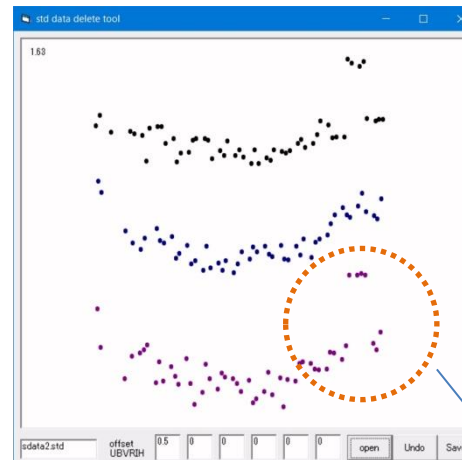 std data delete tool
1.63
sdata2.std
offset
UBVRIH
0.5
0
0
0
0
0
open
Undo
Sav